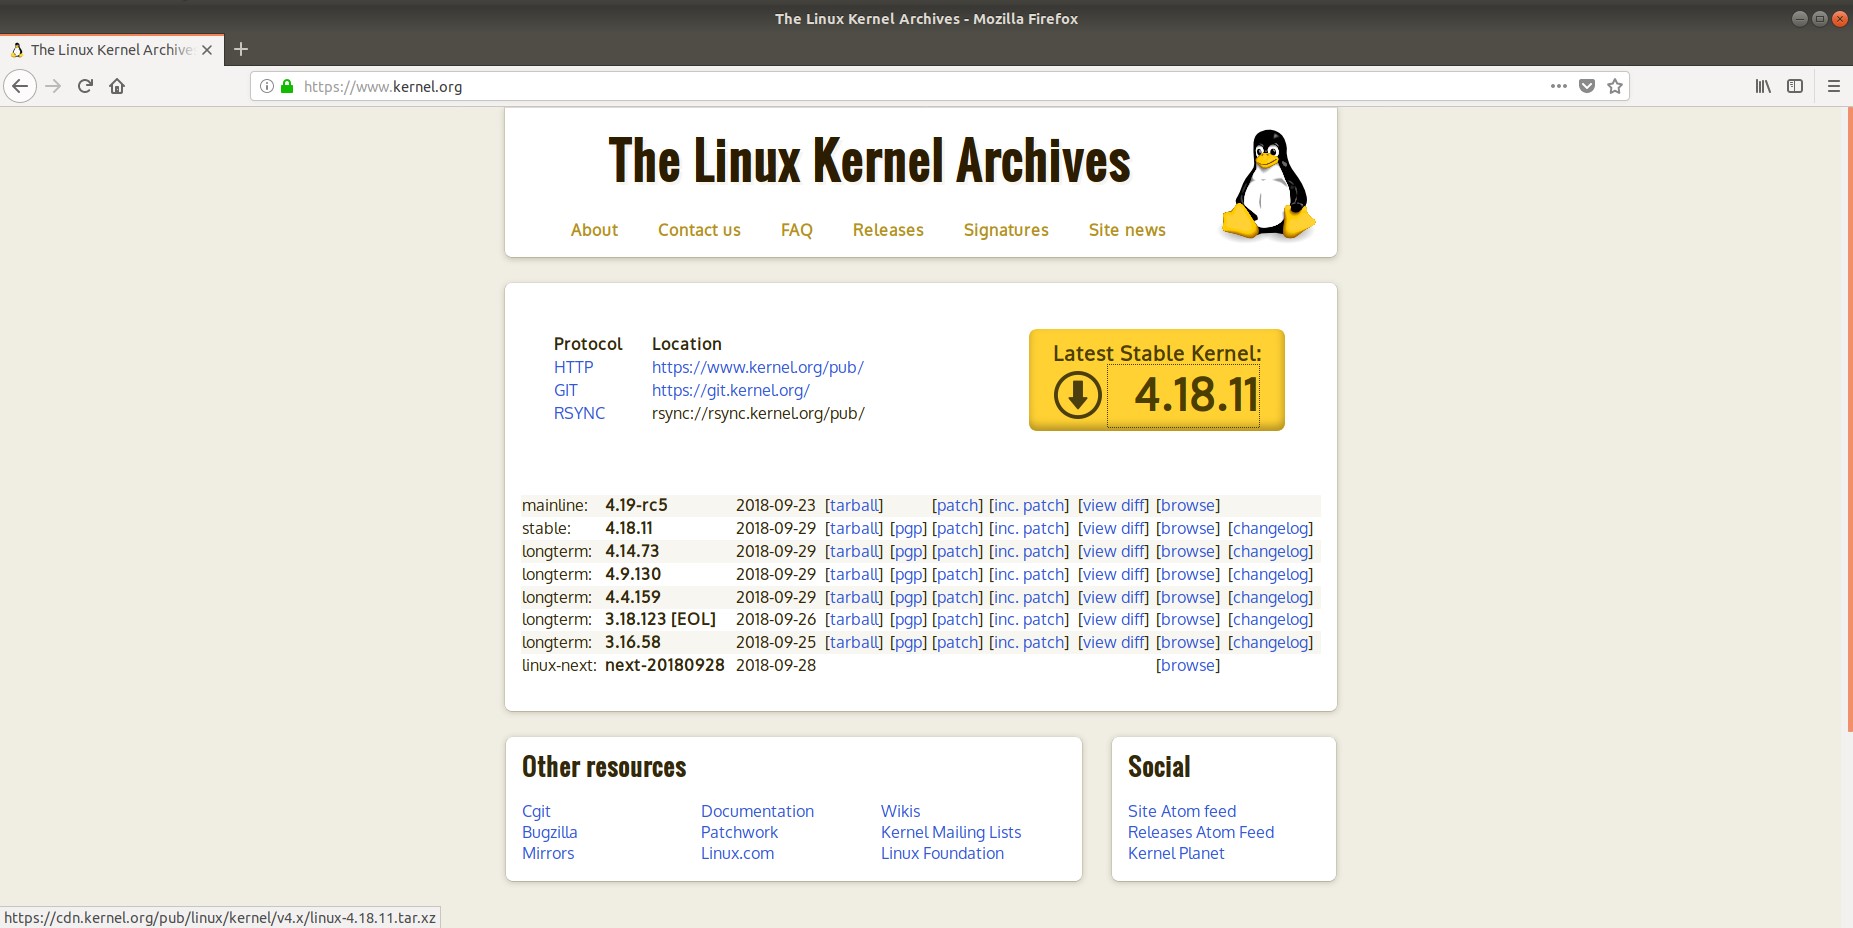 The Linux Kernel Archives - Mozilla Firefox
The Linux Kernel Archive
https://www.kernel.org
The Linux Kernel Archives
About Contact us FAQ Releases Signatures Site news
Protocol Location
HTTP https://www.kernel.org/pub/
GIT https://git.kernel.org/
RSYNC rsync://rsync.kernel.org/pub/
Latest Stable Kernel:
4.18.11
mainline: 4.19-rc5 2018-09-23 [tarball] [patch] [inc. patch] [view diff] [browse]
stable: 4.18.11 2018-09-29 [tarball] [pgp] [patch] [inc. patch] [view diff] [browse] [changelog]
longterm: 4.14.73 2018-09-29 [tarball] [pgp] [patch] [inc. patch] [view diff] [browse] [changelog]
longterm: 4.9.130 2018-09-29 [tarball] [pgp] [patch] [inc. patch] [view diff] [browse] [changelog]
longterm: 4.4.159 2018-09-29 [tarball] [pgp] [patch] [inc. patch] [view diff] [browse] [changelog]
longterm: 3.18.123 [EOL] 2018-09-26 [tarball] [pgp] [patch] [inc. patch] [view diff] [browse] [changelog]
longterm: 3.16.58 2018-09-25 [tarball] [pgp] [patch] [inc. patch] [view diff] [browse] [changelog]
linux-next: next-20180928 2018-09-28 [browse]
Other resources
Cgit Documentation Wikis
Bugzilla Patchwork Kernel Mailing Lists
Mirrors Linux.com Linux Foundation
Social
Site Atom feed
Releases Atom Feed
Kernel Planet
https://cdn.kernel.org/pub/linux/kernel/v4.x/linux-4.18.11.tar.xz